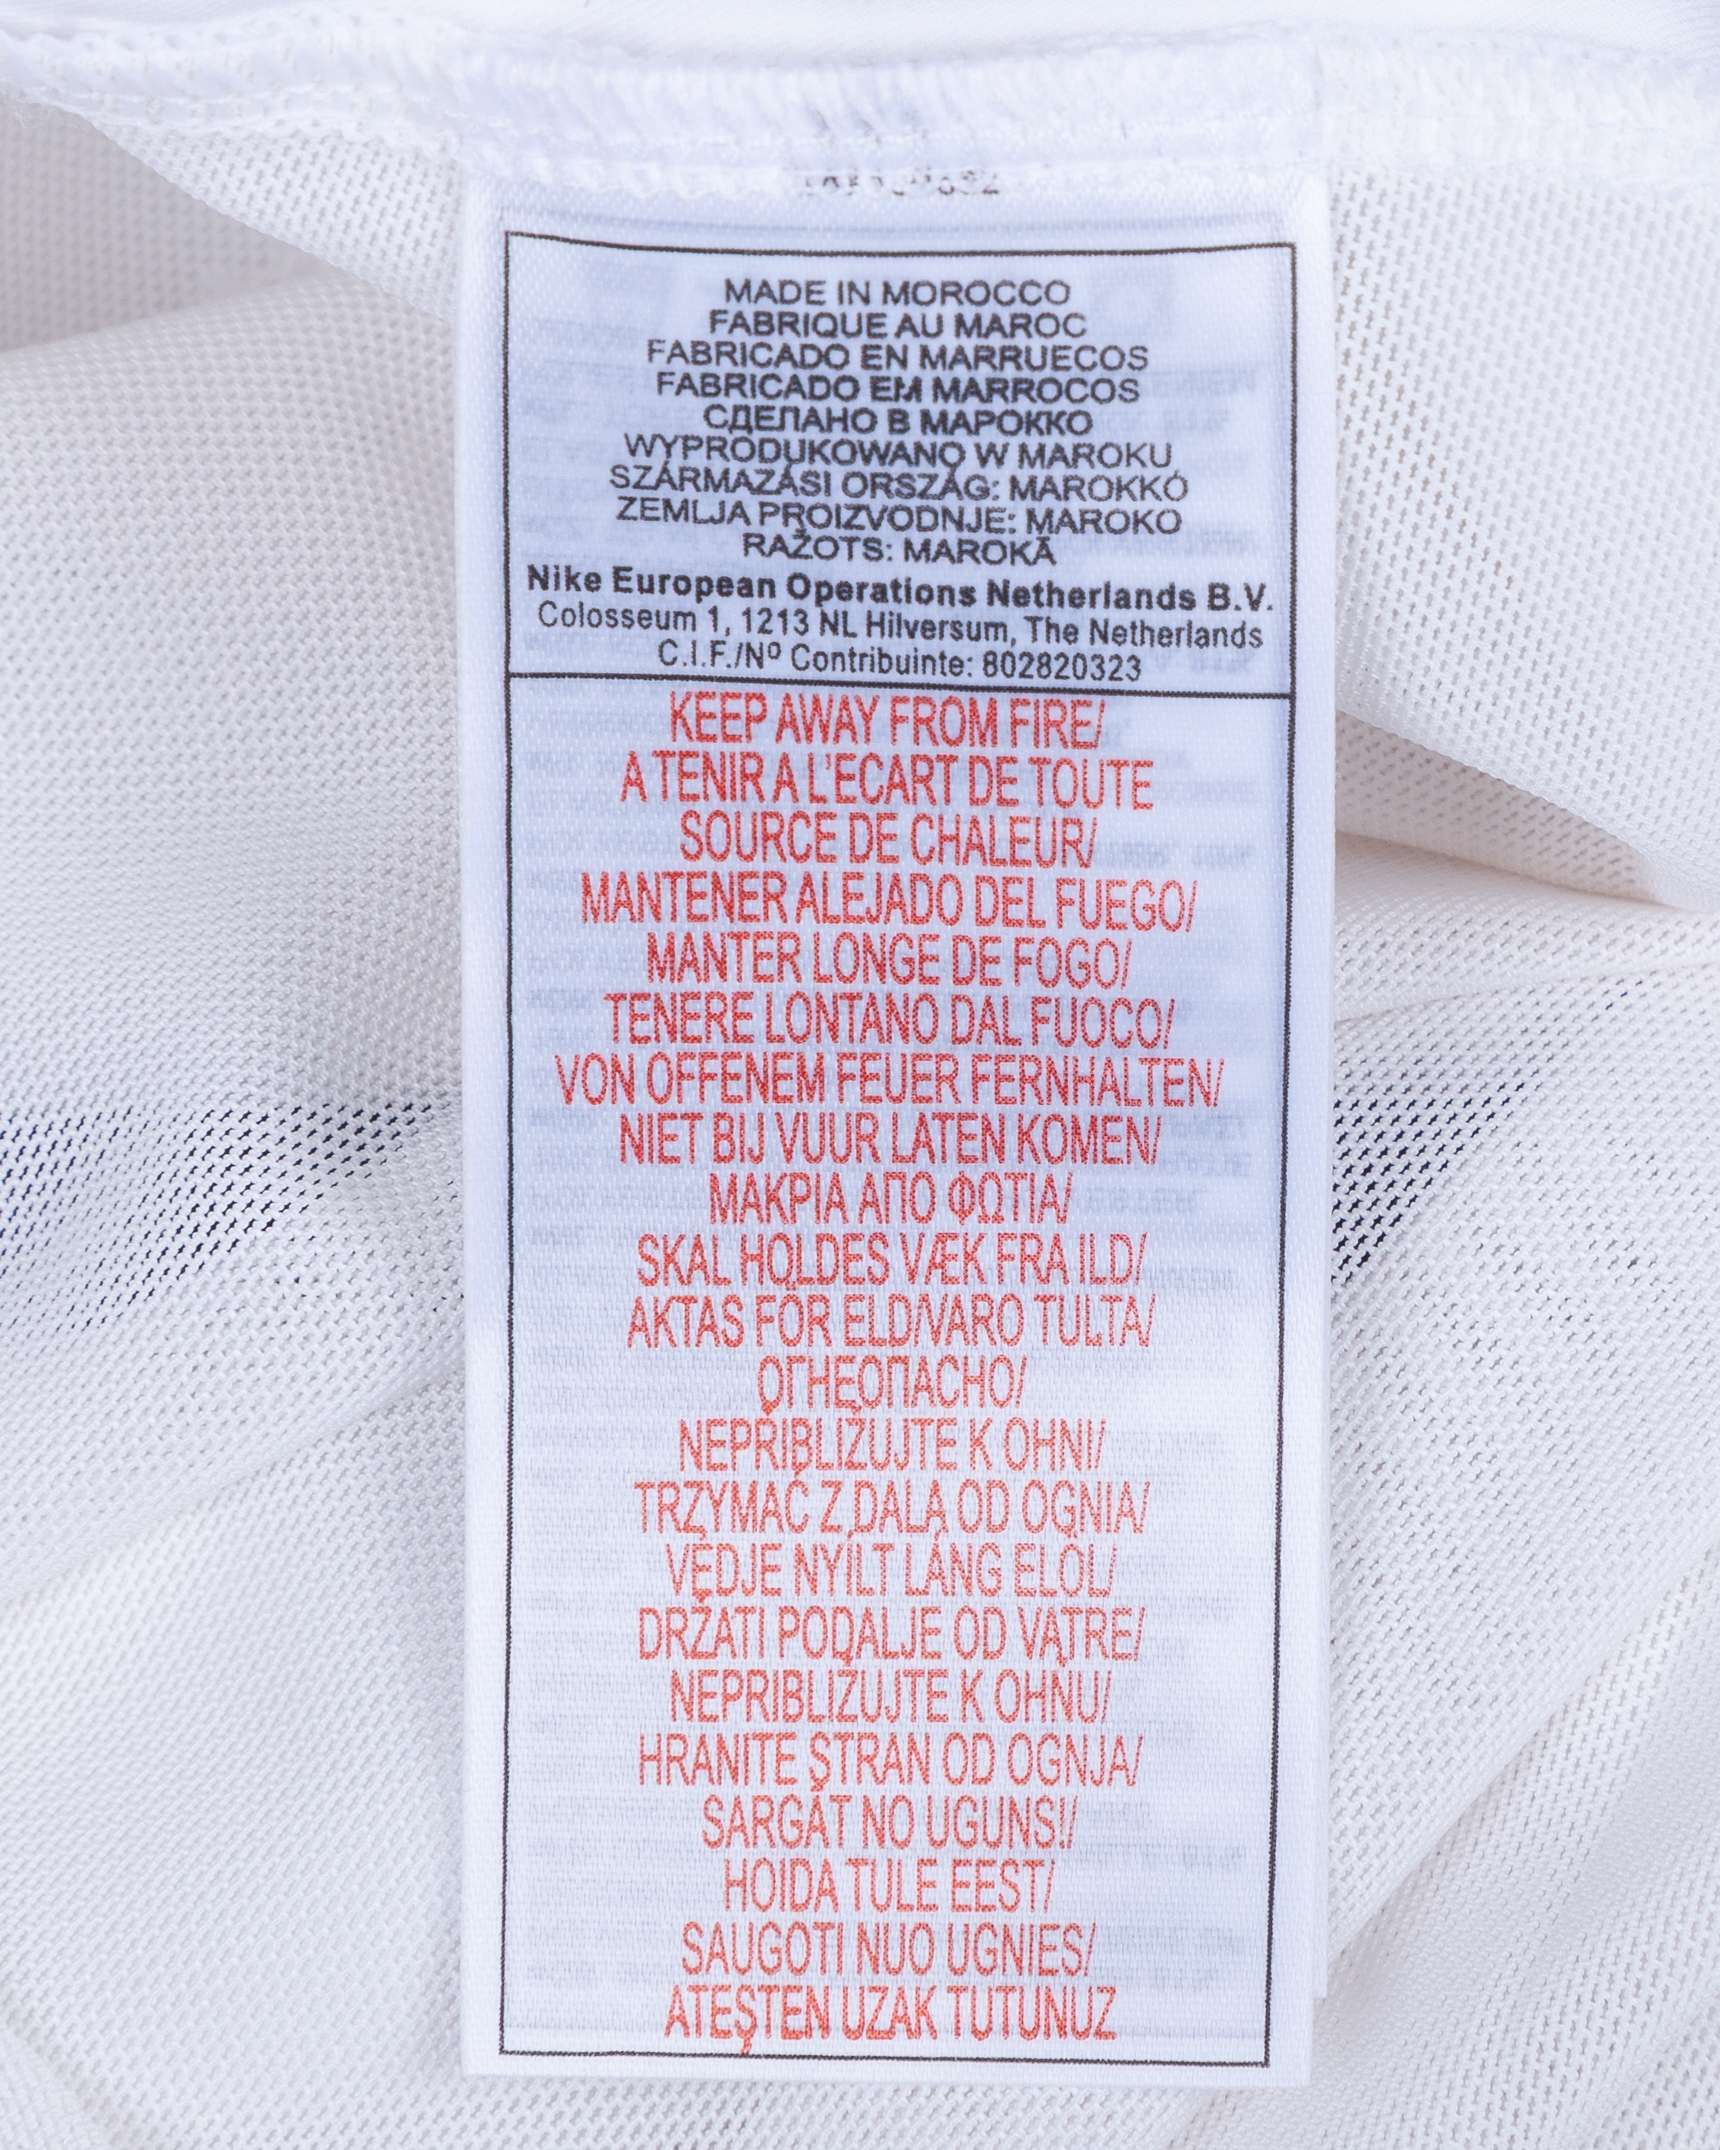 MADE IN MOROCCO
FABRIQUE AU MAROC
FABRICADO EN MARRUECOS
FABRICADO EM MARROCOS
СДЕЛАНО В МАРОККО
WYPRODUKOWANO W MAROKU
SZÁRMAZÁSI ORSZÁG: MAROKKÓ
ZEMLJA PROIZVODNJE: MAROKO
RAŽOTS: MAROKĀ
Nike European Operations Netherlands B.V.
Colosseum 1, 1213 NL Hilversum, The Netherlands
C.I.F./Nº Contribuinte: 802820323
KEEP AWAY FROM FIRE/
A TENIR A L'ECART DE TOUTE
SOURCE DE CHALEUR/
MANTENER ALEJADO DEL FUEGO/
MANTER LONGE DE FOGO/
TENERE LONTANO DAL FUOCO/
VON OFFENEM FEUER FERNHALTEN/
NIET BIJ VUUR LATEN KOMEN/
ΜΑΚΡΙΑ ΑΠΟ ΦΩΤΙΑ/
SKAL HOLDES VÆK FRA ILD/
AKTAS FÖR ELD/VARO TULTA/
ОГНЕОПАСНО/
NEPŘIBLIŽUJTE K OHNI/
TRZYMAĆ Z DALA OD OGNIA/
VÉDJE NYÍLT LÁNG ELŐL/
DRŽATI PODALJE OD VATRE/
NEPRIBLIŽUJTE K OHŇU/
HRANITE STRAN OD OGNJA/
SARGĀT NO UGUNS!/
HOIDA TULE EEST/
SAUGOTI NUO UGNIES/
ATEŞTEN UZAK TUTUNUZ